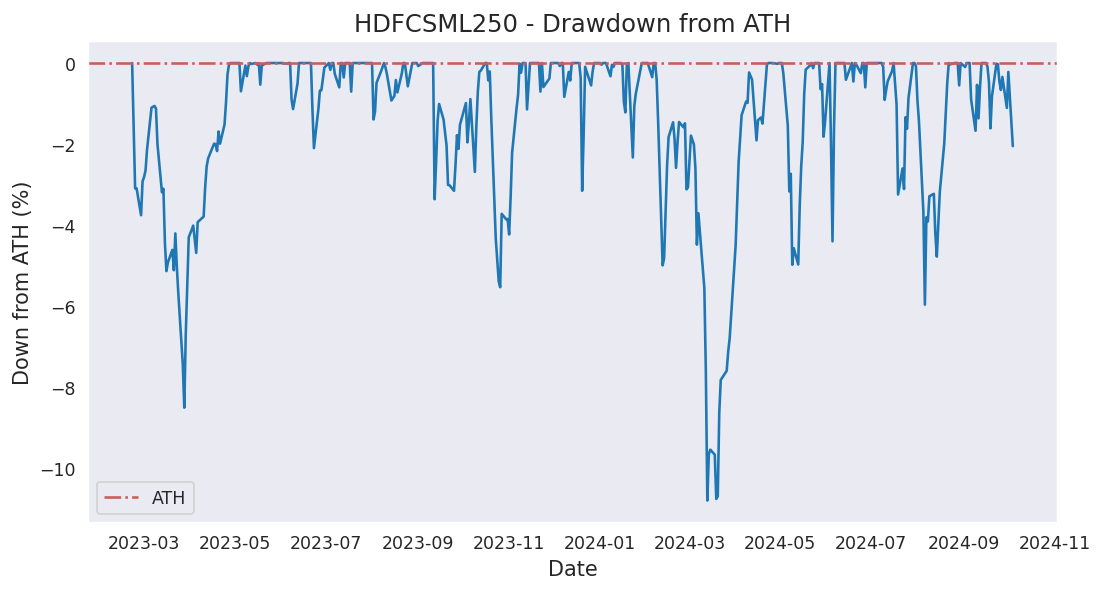 HDFCSML250 - Drawdown from ATH
Down from ATH (%)
0
−2
−4
−6
−8
−10
ATH
2023-03 2023-05 2023-07 2023-09 2023-11 2024-01 2024-03 2024-05 2024-07 2024-09 2024-11
Date